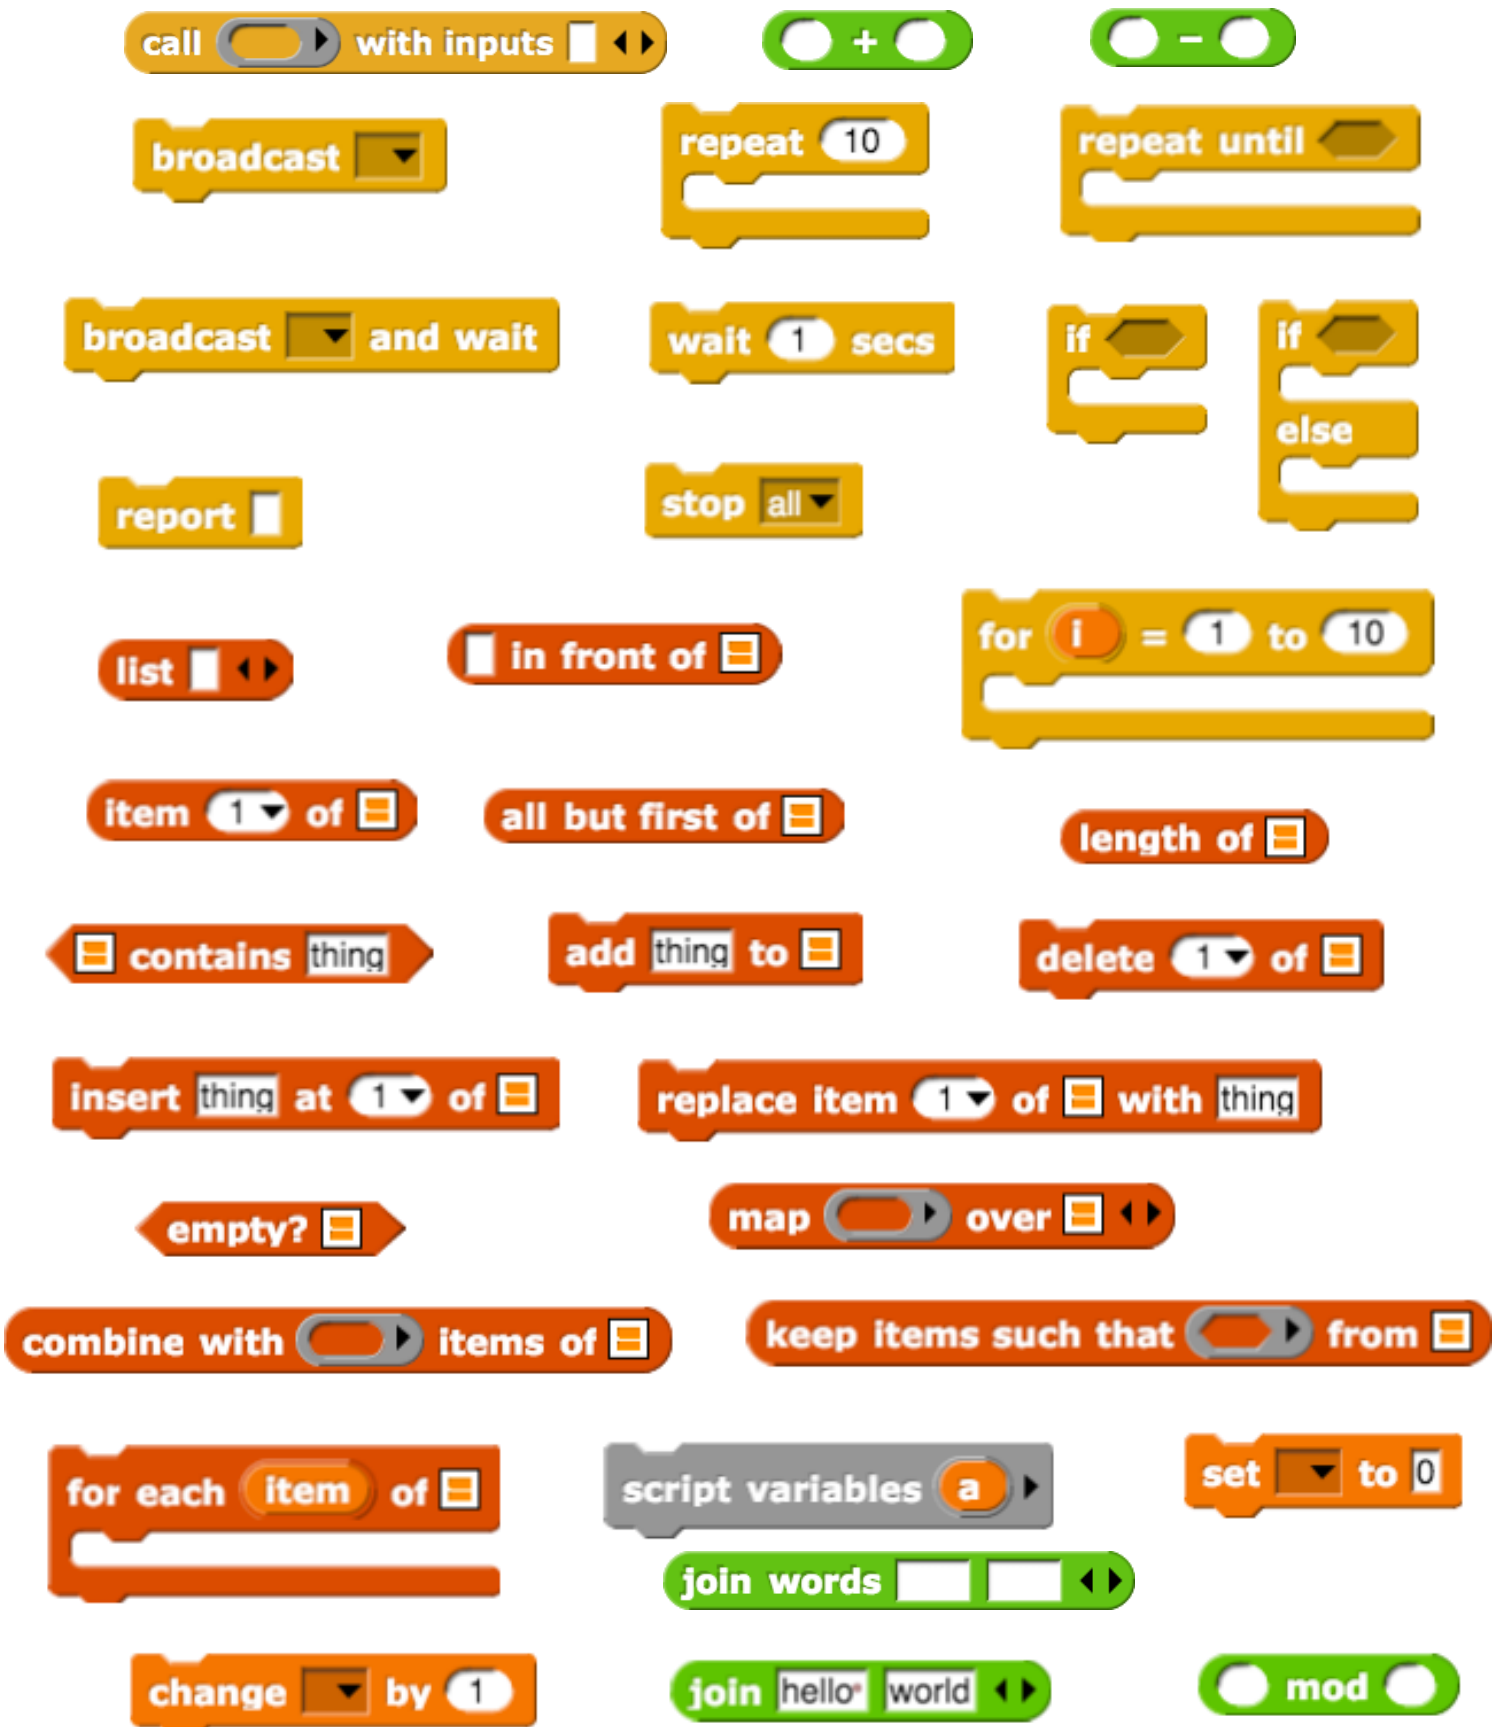 call with inputs
+
−
broadcast
repeat 10
repeat until
broadcast and wait
wait 1 secs
if
if
else
report
stop all
for i = 1 to 10
list
in front of
item 1 of
all but first of
length of
contains thing
add thing to
delete 1 of
insert thing at 1 of
replace item 1 of with thing
empty?
map over
combine with items of
keep items such that from
for each item of
script variables a
set to 0
join words
change by 1
join hello world
mod